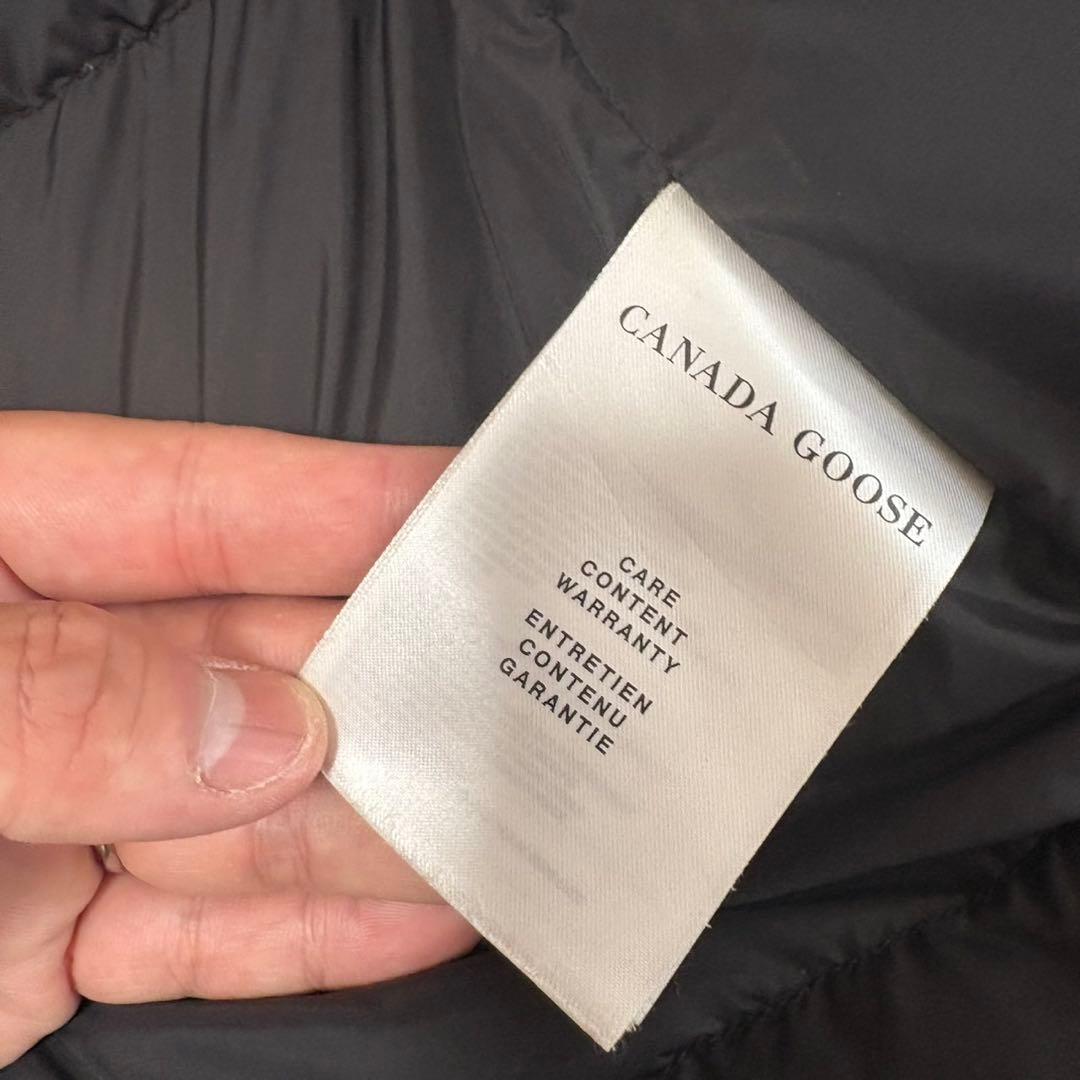 CANADA GOOSE
CARE
CONTENT
WARRANTY
ENTRETIEN
CONTENU
GARANTIE